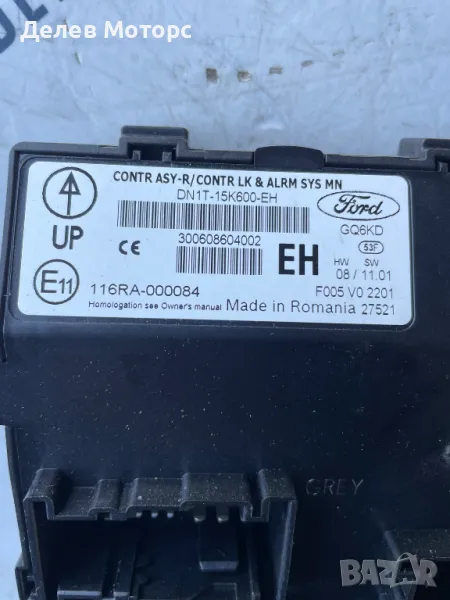 Делев Моторс
CONTR ASY-R/CONTR LK & ALRM SYS MN
DN1T-15K600-EH
Ford
GQ6KD
53F
UP
CE
300608604002
EH
HW SW
08 / 11.01
E11
116RA-000084
F005 V0 2201
Homologation see Owner's manual Made in Romania 27521
GREY
BAZAR